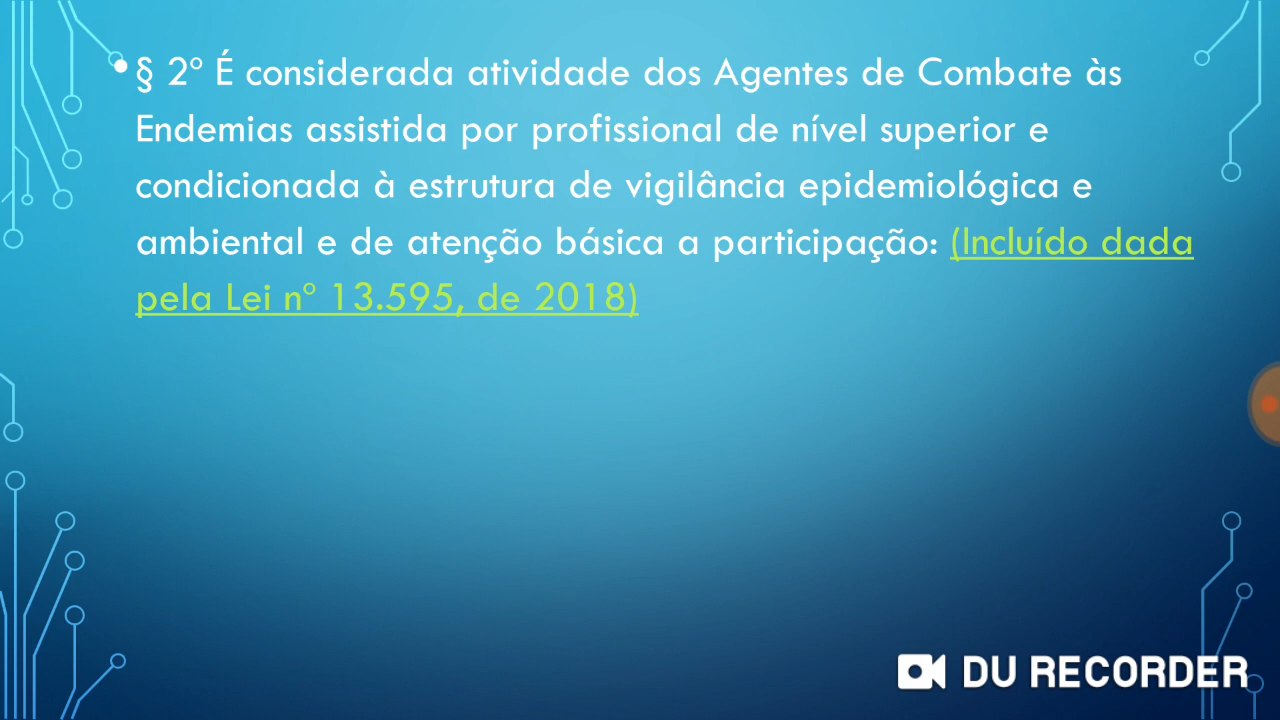 • § 2º É considerada atividade dos Agentes de Combate às
Endemias assistida por profissional de nível superior e
condicionada à estrutura de vigilância epidemiológica e
ambiental e de atenção básica a participação: (Incluído dada
pela Lei nº 13.595, de 2018)
DU RECORDER